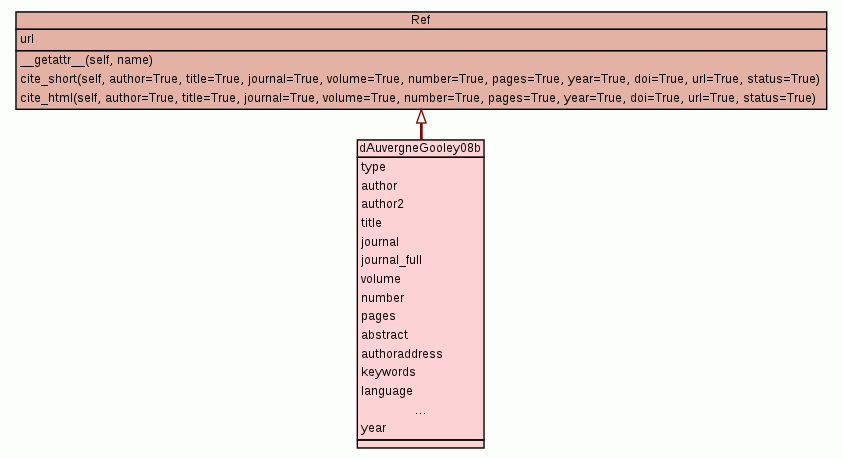 Ref
url
__getattr__(self, name)
cite_short(self, author=True, title=True, journal=True, volume=True, number=True, pages=True, year=True, doi=True, url=True, status=True)
cite_html(self, author=True, title=True, journal=True, volume=True, number=True, pages=True, year=True, doi=True, url=True, status=True)
dAuvergneGooley08b
type
author
author2
title
journal
journal_full
volume
number
pages
abstract
authoraddress
keywords
language
...
year